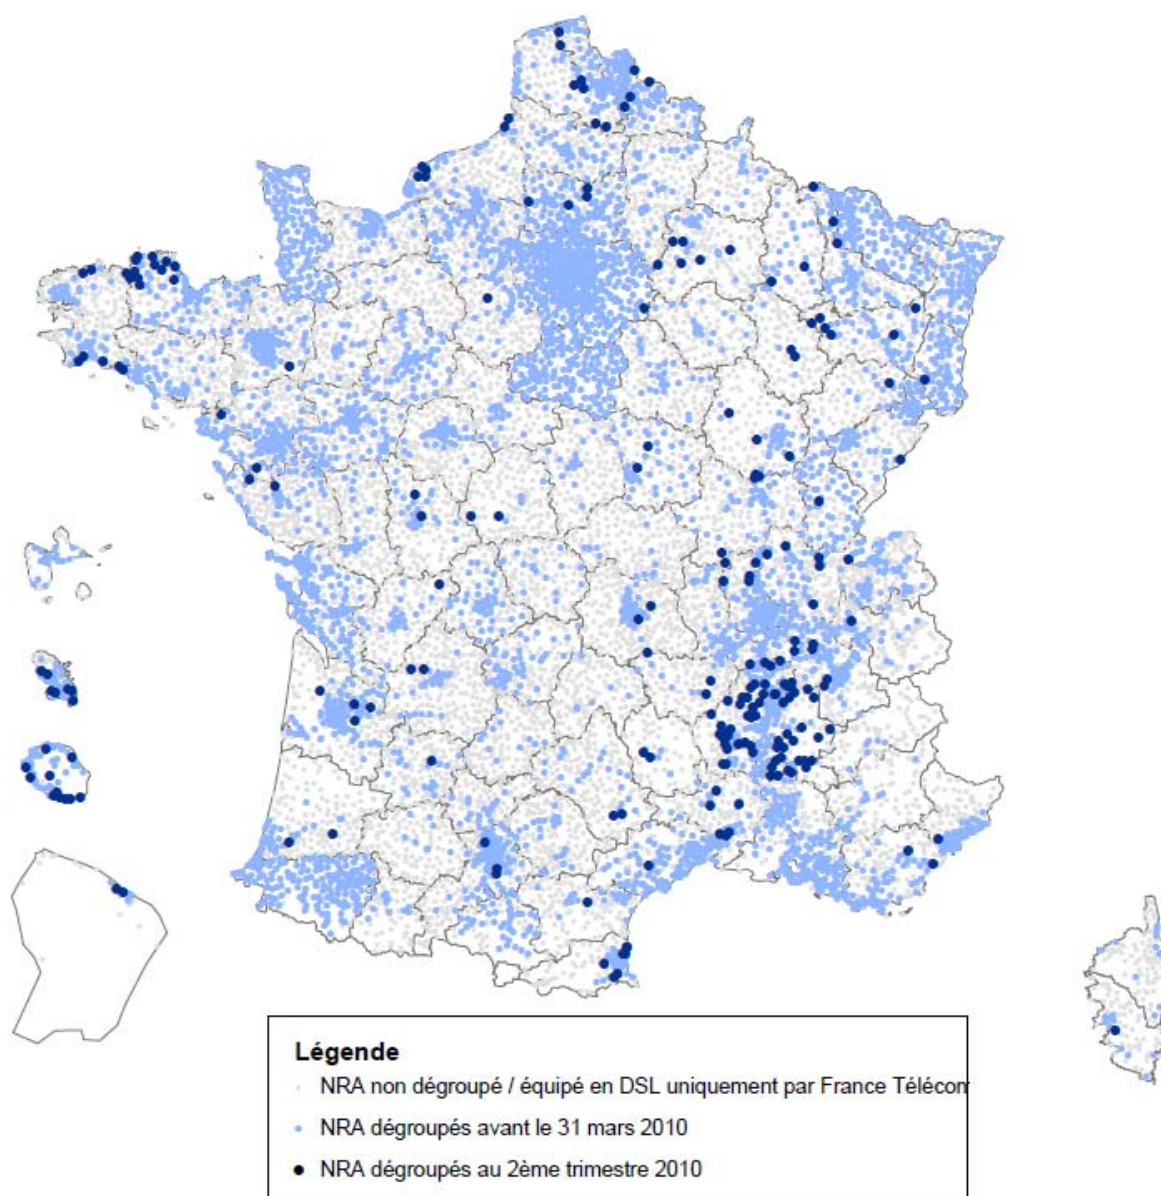 Légende
NRA non dégroupé / équipé en DSL uniquement par France Télécom
NRA dégroupés avant le 31 mars 2010
NRA dégroupés au 2ème trimestre 2010